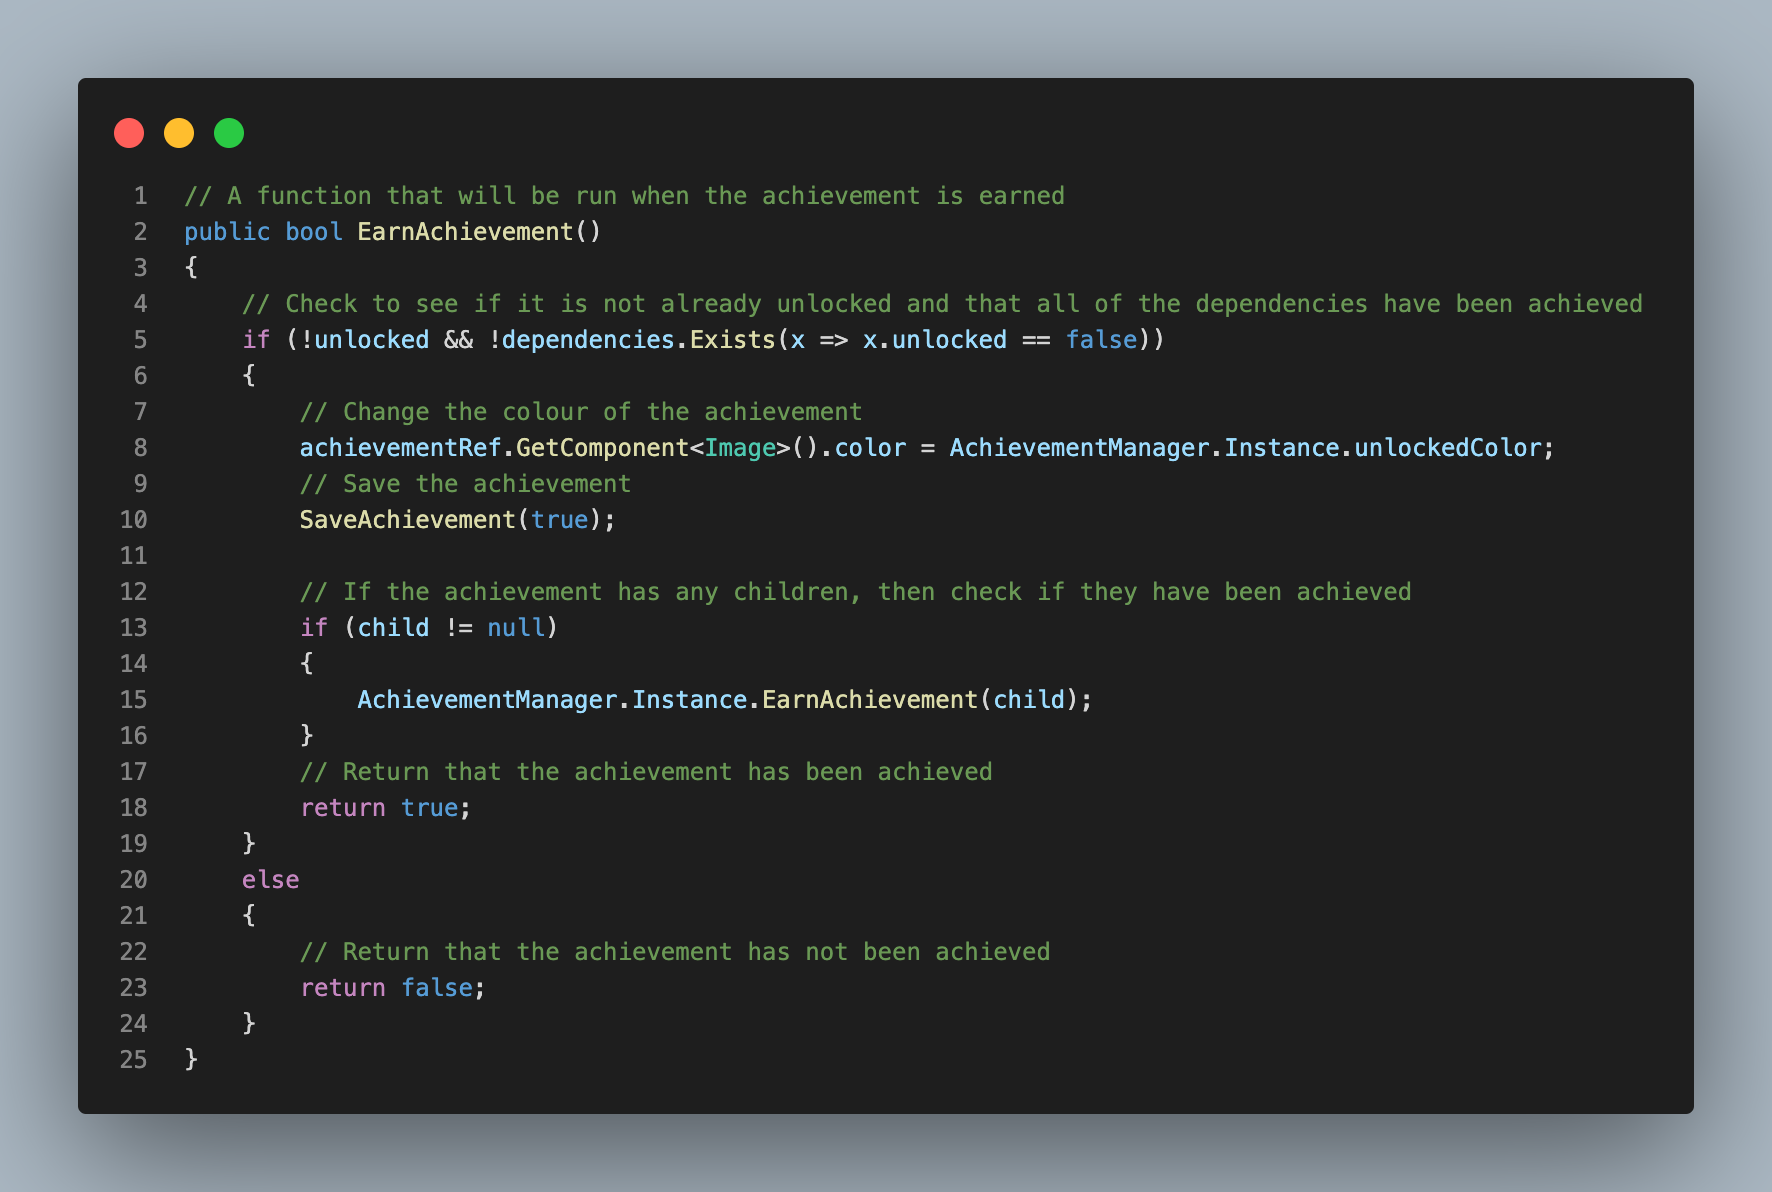 1 // A function that will be run when the achievement is earned
2 public bool EarnAchievement()
3 {
4     // Check to see if it is not already unlocked and that all of the dependencies have been achieved
5     if (!unlocked && !dependencies.Exists(x => x.unlocked == false))
6     {
7         // Change the colour of the achievement
8         achievementRef.GetComponent<Image>().color = AchievementManager.Instance.unlockedColor;
9         // Save the achievement
10         SaveAchievement(true);
11
12         // If the achievement has any children, then check if they have been achieved
13         if (child != null)
14         {
15             AchievementManager.Instance.EarnAchievement(child);
16         }
17         // Return that the achievement has been achieved
18         return true;
19     }
20     else
21     {
22         // Return that the achievement has not been achieved
23         return false;
24     }
25 }